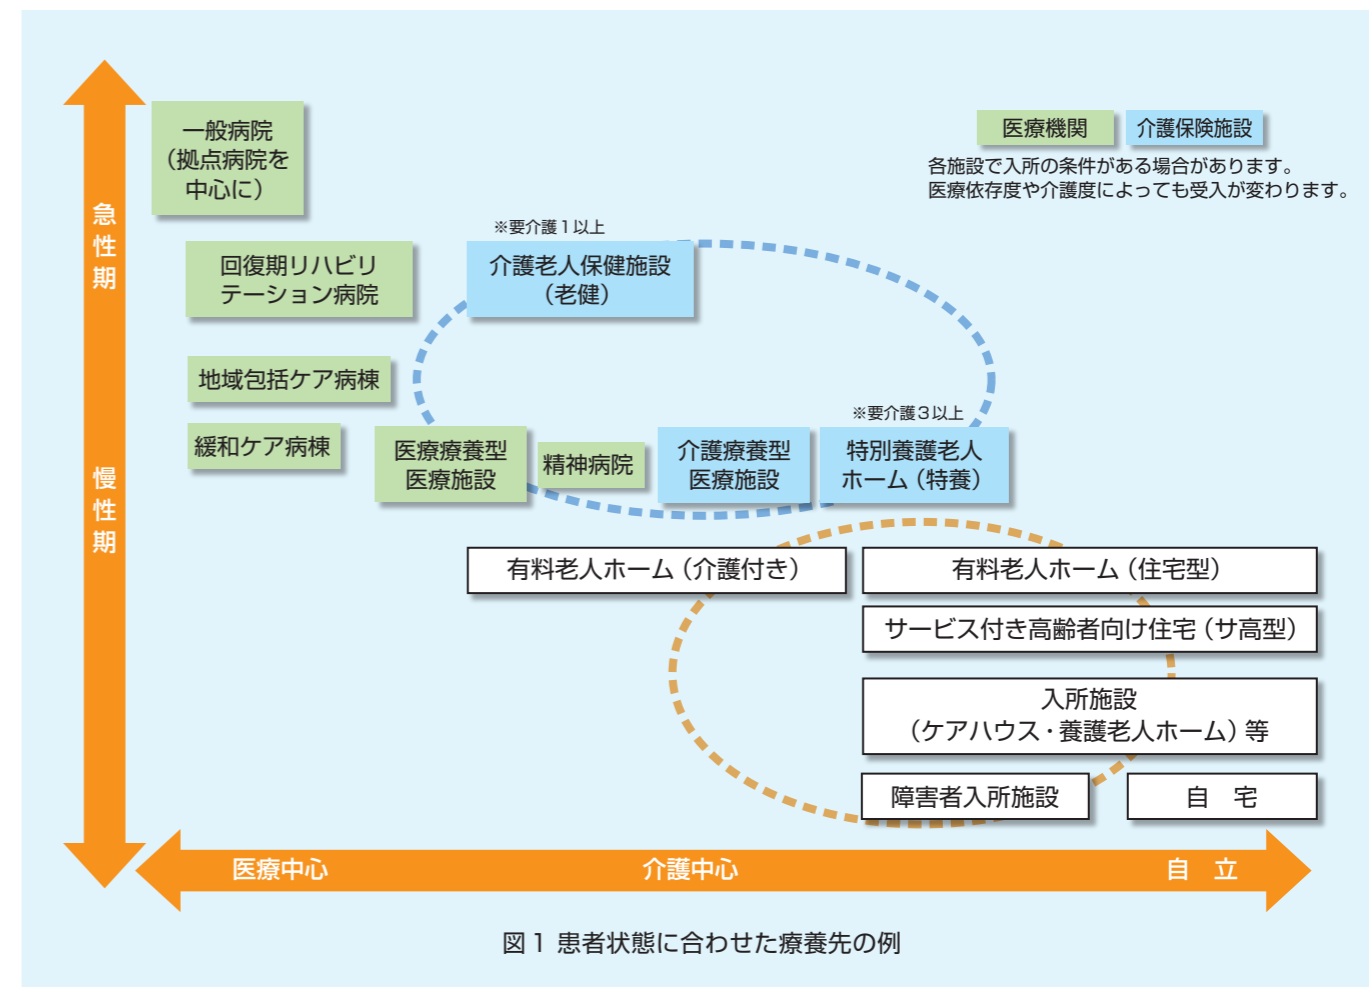 一般病院
（拠点病院を
中心に）
医療機関
介護保険施設
各施設で入所の条件がある場合があります。
医療依存度や介護度によっても受入が変わります。
急性期
※要介護１以上
回復期リハビリ
テーション病院
介護老人保健施設
（老健）
地域包括ケア病棟
※要介護３以上
緩和ケア病棟
医療療養型
医療施設
精神病院
介護療養型
医療施設
特別養護老人
ホーム（特養）
慢性期
有料老人ホーム（介護付き）
有料老人ホーム（住宅型）
サービス付き高齢者向け住宅（サ高型）
入所施設
（ケアハウス・養護老人ホーム）等
障害者入所施設
自　宅
医療中心
介護中心
自　立
図１ 患者状態に合わせた療養先の例